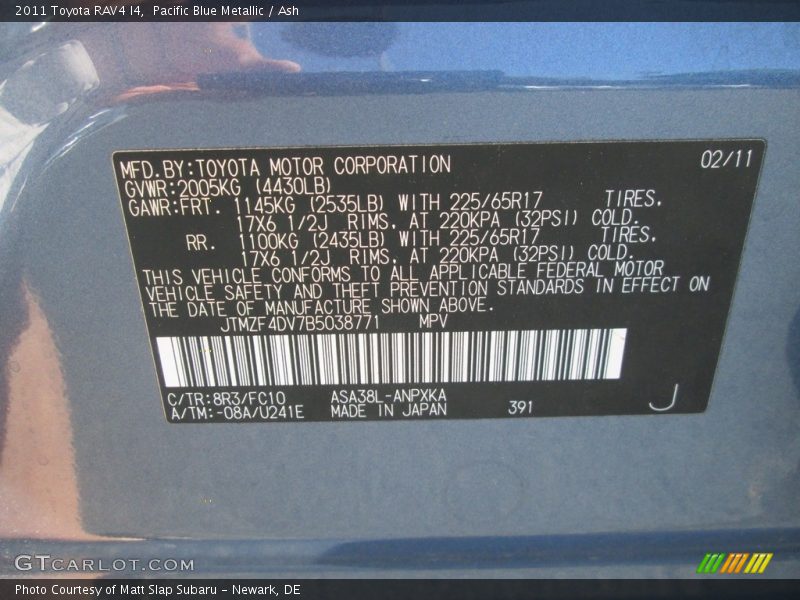 2011 Toyota RAV4 I4, Pacific Blue Metallic / Ash
02/11
MFD.BY:TOYOTA MOTOR CORPORATION
GVWR:2005KG (4430LB)
GAWR:FRT. 1145KG (2535LB) WITH 225/65R17 TIRES.
17X6 1/2J RIMS, AT 220KPA (32PSI) COLD.
RR. 1100KG (2435LB) WITH 225/65R17 TIRES.
17X6 1/2J RIMS, AT 220KPA (32PSI) COLD.
THIS VEHICLE CONFORMS TO ALL APPLICABLE FEDERAL MOTOR
VEHICLE SAFETY AND THEFT PREVENTION STANDARDS IN EFFECT ON
THE DATE OF MANUFACTURE SHOWN ABOVE.
JTMZF4DV7B5038771 MPV
C/TR:8R3/FC10 ASA38L-ANPXKA
A/TM:-08A/U241E MADE IN JAPAN 391 J
GTCARLOT.COM
Photo Courtesy of Matt Slap Subaru - Newark, DE